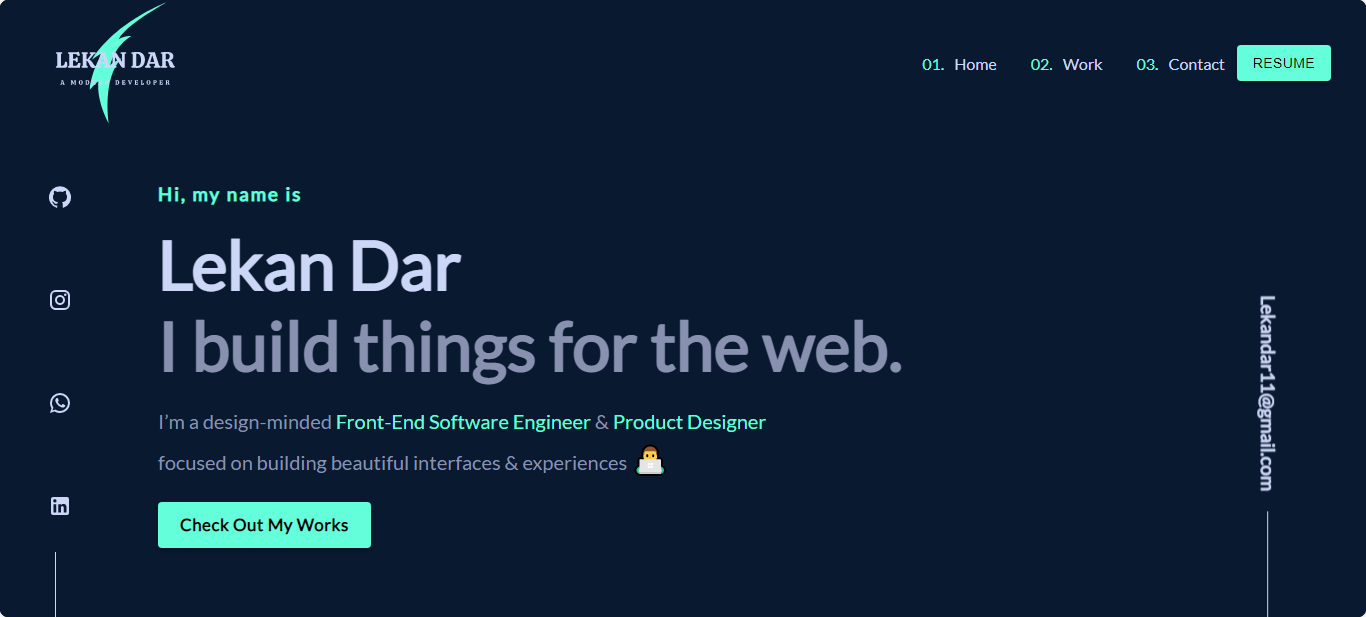 LEKAN DAR
A MODERN DEVELOPER
01. Home 02. Work 03. Contact RESUME
Hi, my name is
Lekan Dar
I build things for the web.
I'm a design-minded Front-End Software Engineer & Product Designer
focused on building beautiful interfaces & experiences
Check Out My Works
Lekandar11@gmail.com